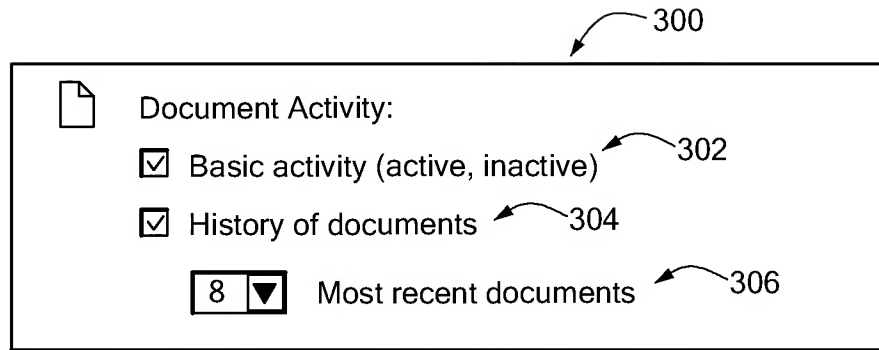 300
Document Activity:
Basic activity (active, inactive) 302
History of documents 304
8 Most recent documents 306